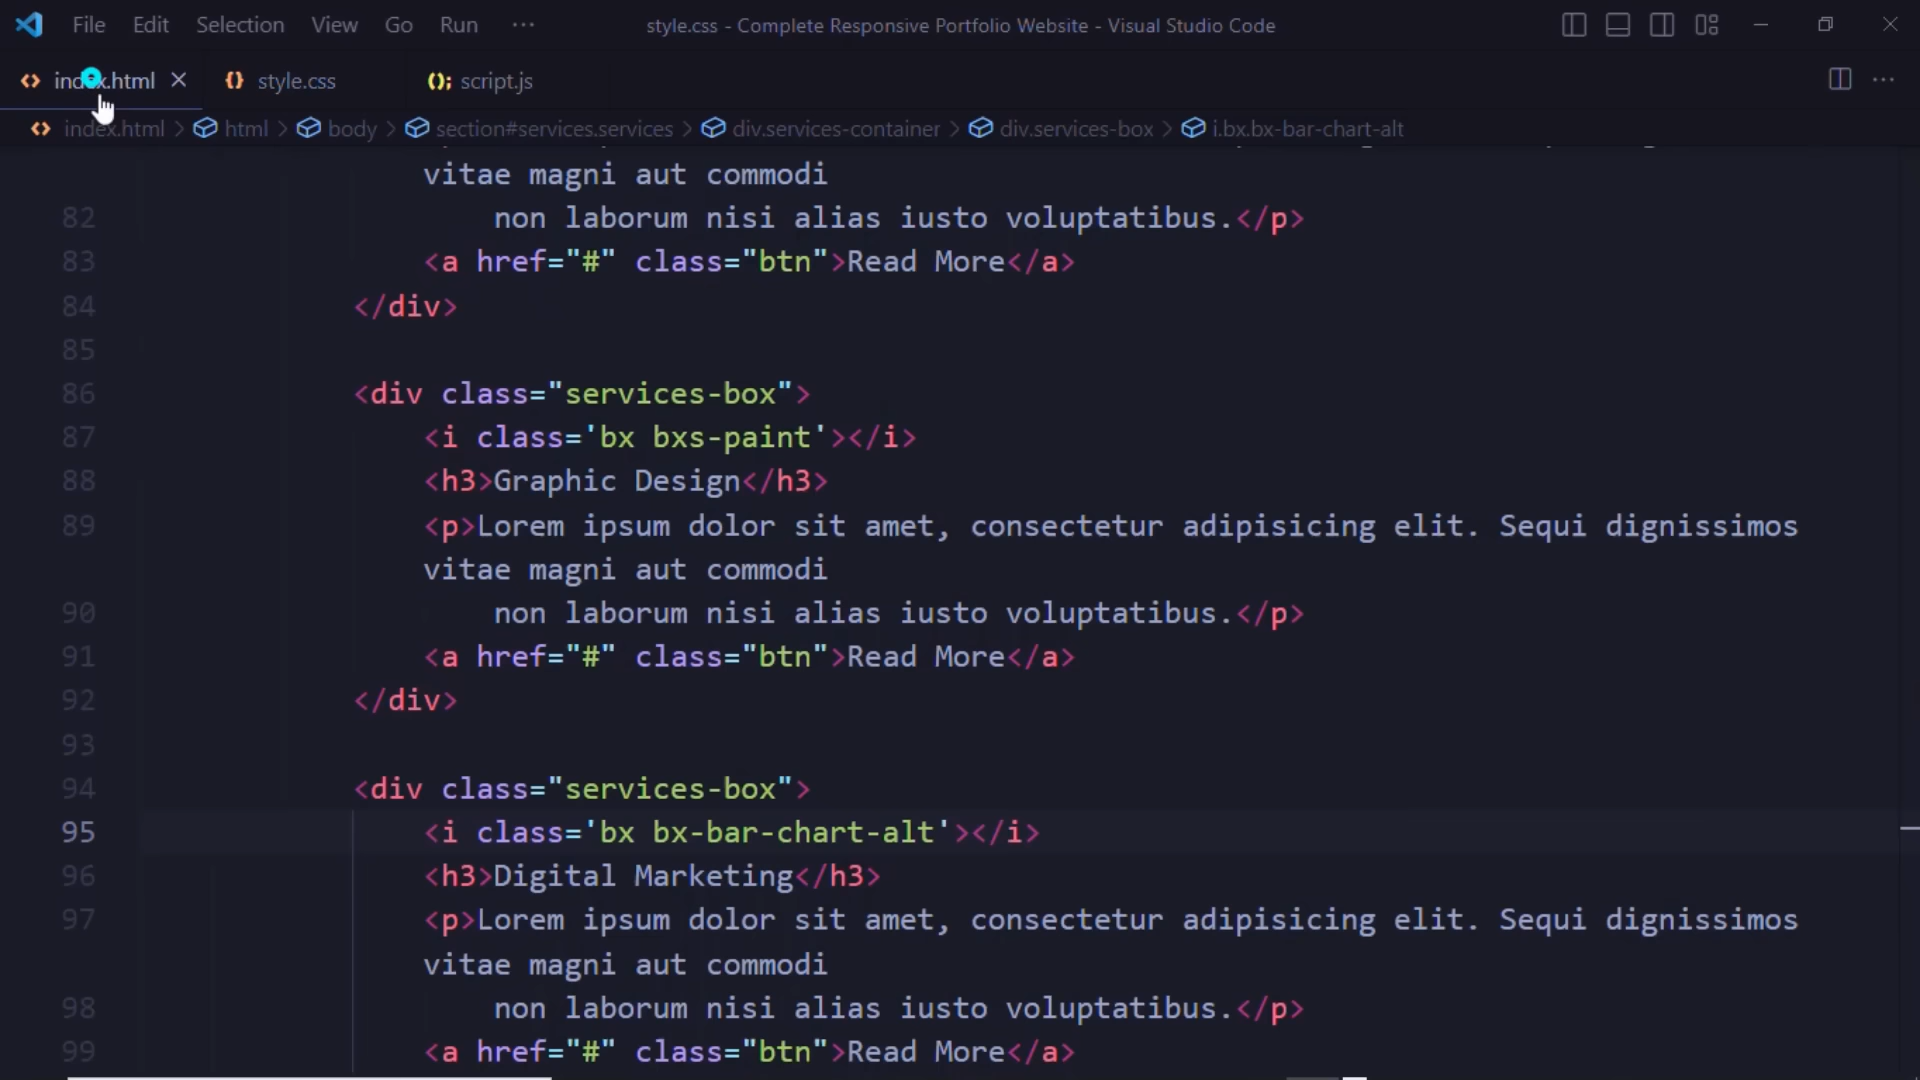 File Edit Selection View Go Run ··· style.css - Complete Responsive Portfolio Website - Visual Studio Code
index.html style.css script.js
index.html > html > body > section#services.services > div.services-container > div.services-box > i.bx.bx-bar-chart-alt
vitae magni aut commodi
82 non laborum nisi alias iusto voluptatibus.</p>
83 <a href="#" class="btn">Read More</a>
84 </div>
85
86 <div class="services-box">
87 <i class='bx bxs-paint'></i>
88 <h3>Graphic Design</h3>
89 <p>Lorem ipsum dolor sit amet, consectetur adipisicing elit. Sequi dignissimos
vitae magni aut commodi
90 non laborum nisi alias iusto voluptatibus.</p>
91 <a href="#" class="btn">Read More</a>
92 </div>
93
94 <div class="services-box">
95 <i class='bx bx-bar-chart-alt'></i>
96 <h3>Digital Marketing</h3>
97 <p>Lorem ipsum dolor sit amet, consectetur adipisicing elit. Sequi dignissimos
vitae magni aut commodi
98 non laborum nisi alias iusto voluptatibus.</p>
99 <a href="#" class="btn">Read More</a>